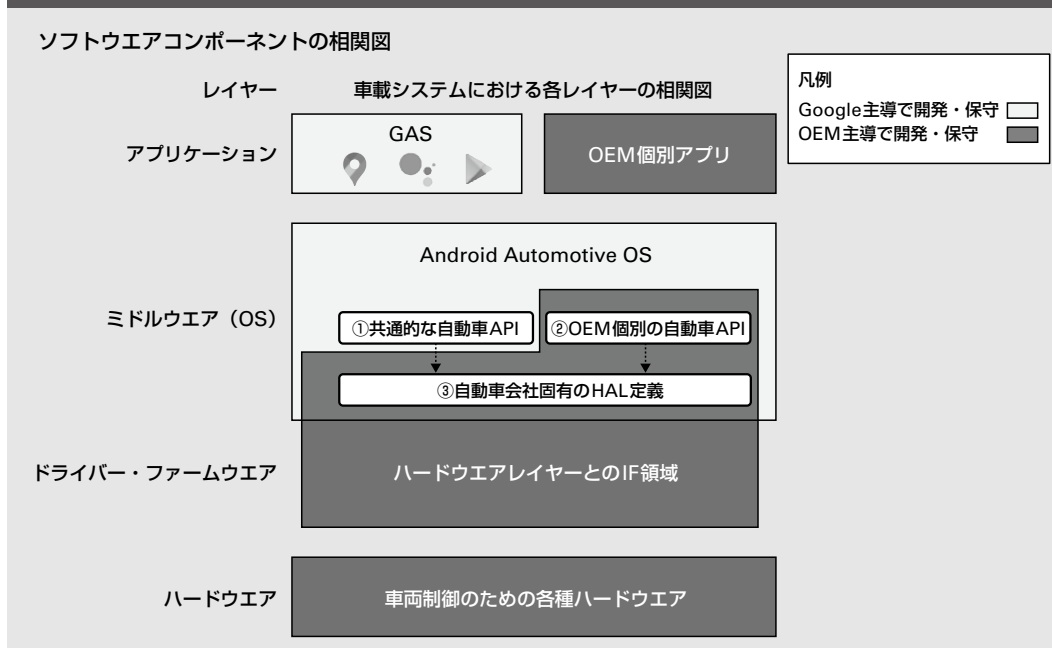 ソフトウエアコンポーネントの相関図
レイヤー 車載システムにおける各レイヤーの相関図
凡例
Google主導で開発・保守
OEM主導で開発・保守
アプリケーション
GAS
OEM個別アプリ
Android Automotive OS
ミドルウエア（OS）
①共通的な自動車API
②OEM個別の自動車API
③自動車会社固有のHAL定義
ドライバー・ファームウエア
ハードウエアレイヤーとのIF領域
ハードウエア
車両制御のための各種ハードウエア